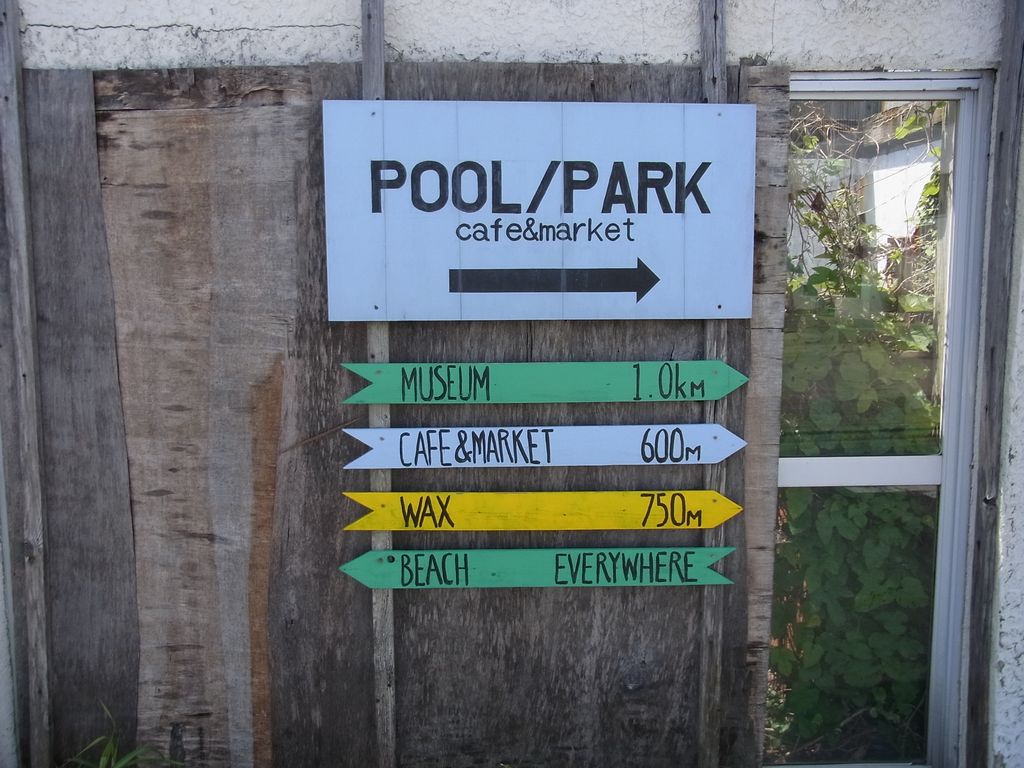 POOL/PARK
cafe&market
MUSEUM 1.0KM
CAFE&MARKET 600M
WAX 750M
BEACH EVERYWHERE